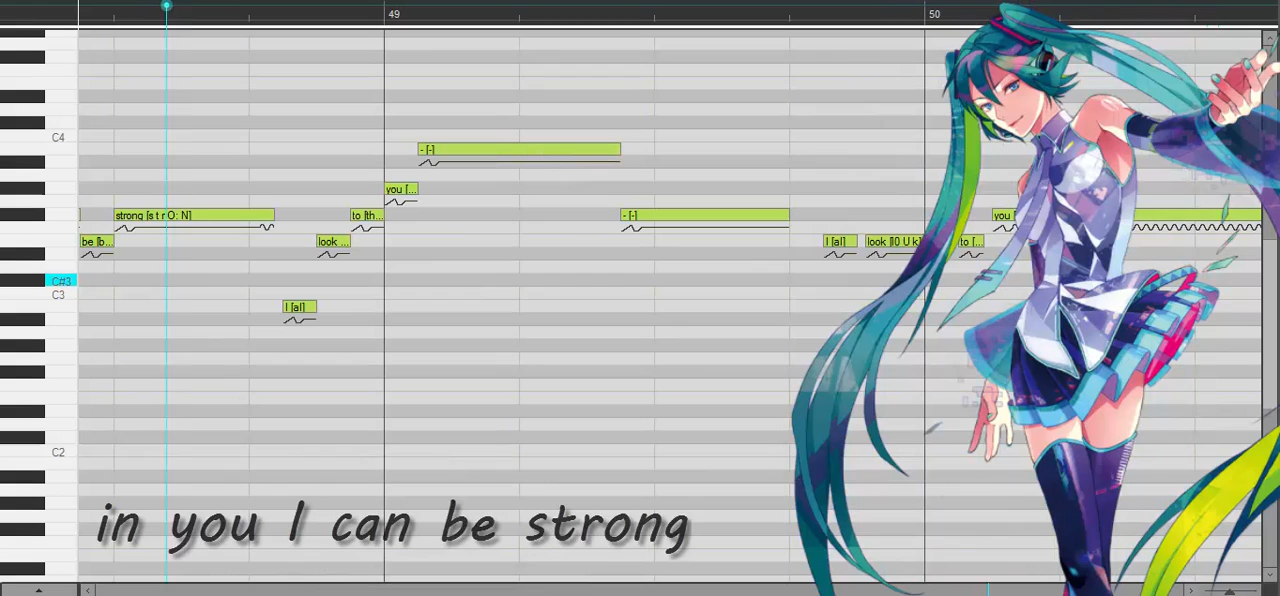 49 50
C4
- [-]
you [...
strong [s t r O: N] to [th... - [-] you [
be [b... look ... I [aI] look [l0 U k] to [...
C#3
C3
I [aI]
C2
in you I can be strong